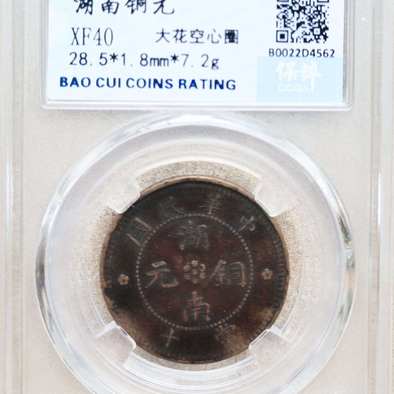 湖南铜元
XF40 大花空心圈
28.5*1.8mm*7.2g
B0022D4562
保粹
BAO CUI COINS RATING
湖
元 銅
南
十